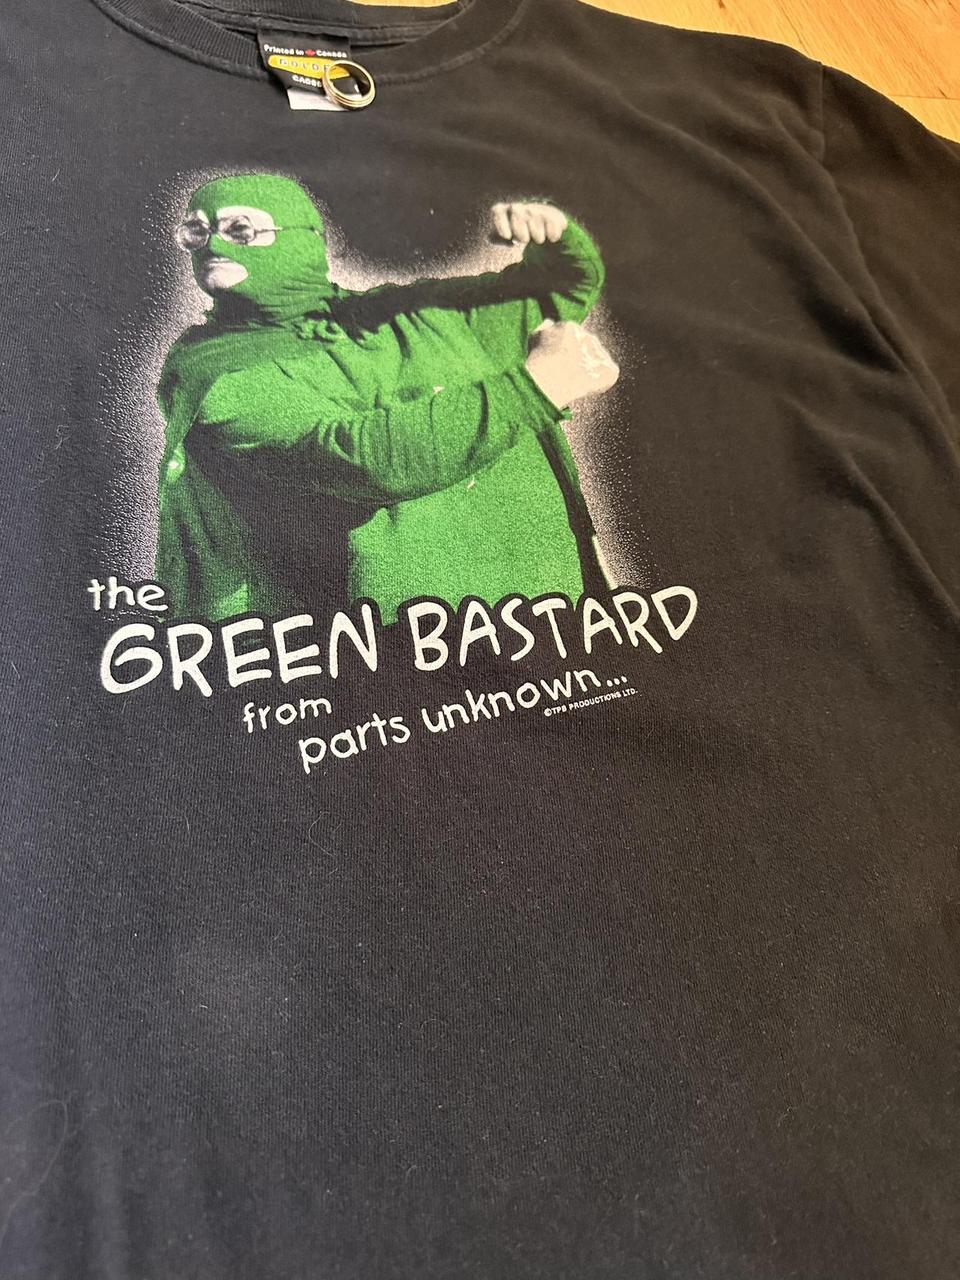 Printed in Canada
the
GREEN BASTARD
from
parts unknown...
©TPB PRODUCTIONS LTD.